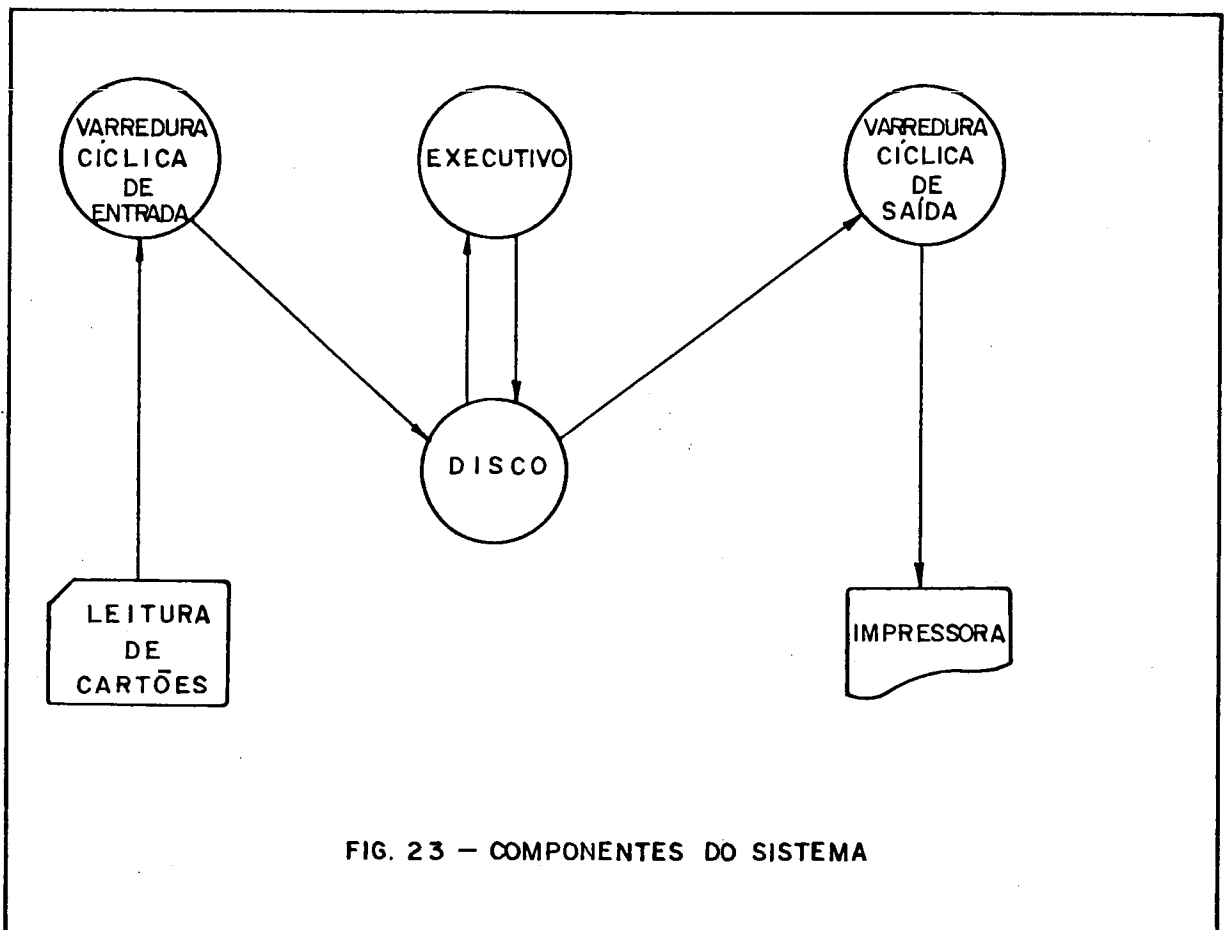 VARREDURA
CÍCLICA
DE
ENTRADA
EXECUTIVO
VARREDURA
CÍCLICA
DE
SAÍDA
DISCO
LEITURA
DE
CARTÕES
IMPRESSORA
FIG. 23 — COMPONENTES DO SISTEMA